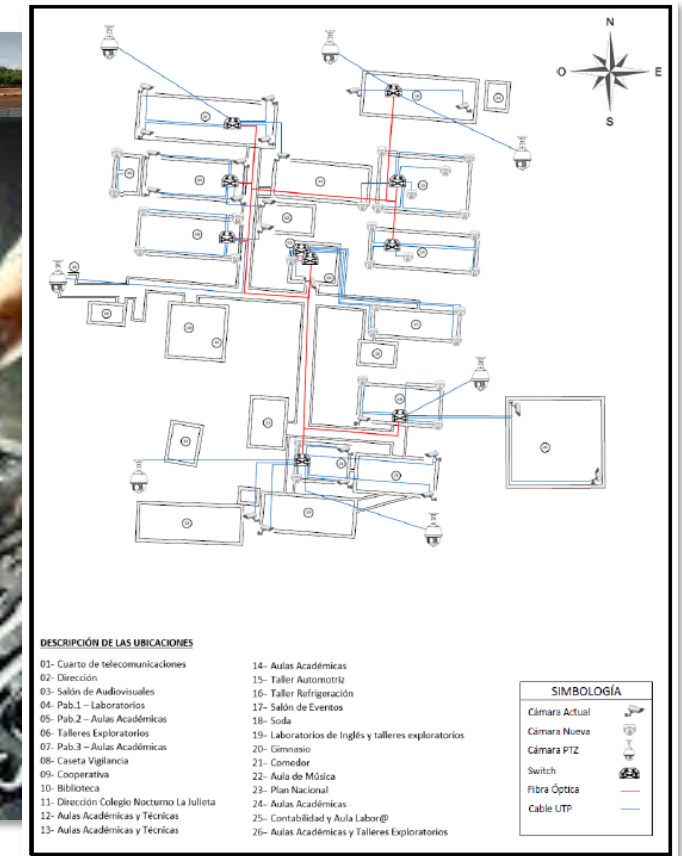 N
O
E
S
DESCRIPCIÓN DE LAS UBICACIONES
01- Cuarto de telecomunicaciones
02- Dirección
03- Salón de Audiovisuales
04- Pab.1 – Laboratorios
05- Pab.2 – Aulas Académicas
06- Talleres Exploratorios
07- Pab.3 – Aulas Académicas
08- Caseta Vigilancia
09- Cooperativa
10- Biblioteca
11- Dirección Colegio Nocturno La Julieta
12- Aulas Académicas y Técnicas
13- Aulas Académicas y Técnicas
14- Aulas Académicas
15- Taller Automotriz
16- Taller Refrigeración
17- Salón de Eventos
18- Soda
19- Laboratorios de Inglés y talleres exploratorios
20- Gimnasio
21- Comedor
22- Aula de Música
23- Plan Nacional
24- Aulas Académicas
25- Contabilidad y Aula Labor@
26- Aulas Académicas y Talleres Exploratorios
SIMBOLOGÍA
Cámara Actual
Cámara Nueva
Cámara PTZ
Switch
Fibra Óptica
Cable UTP